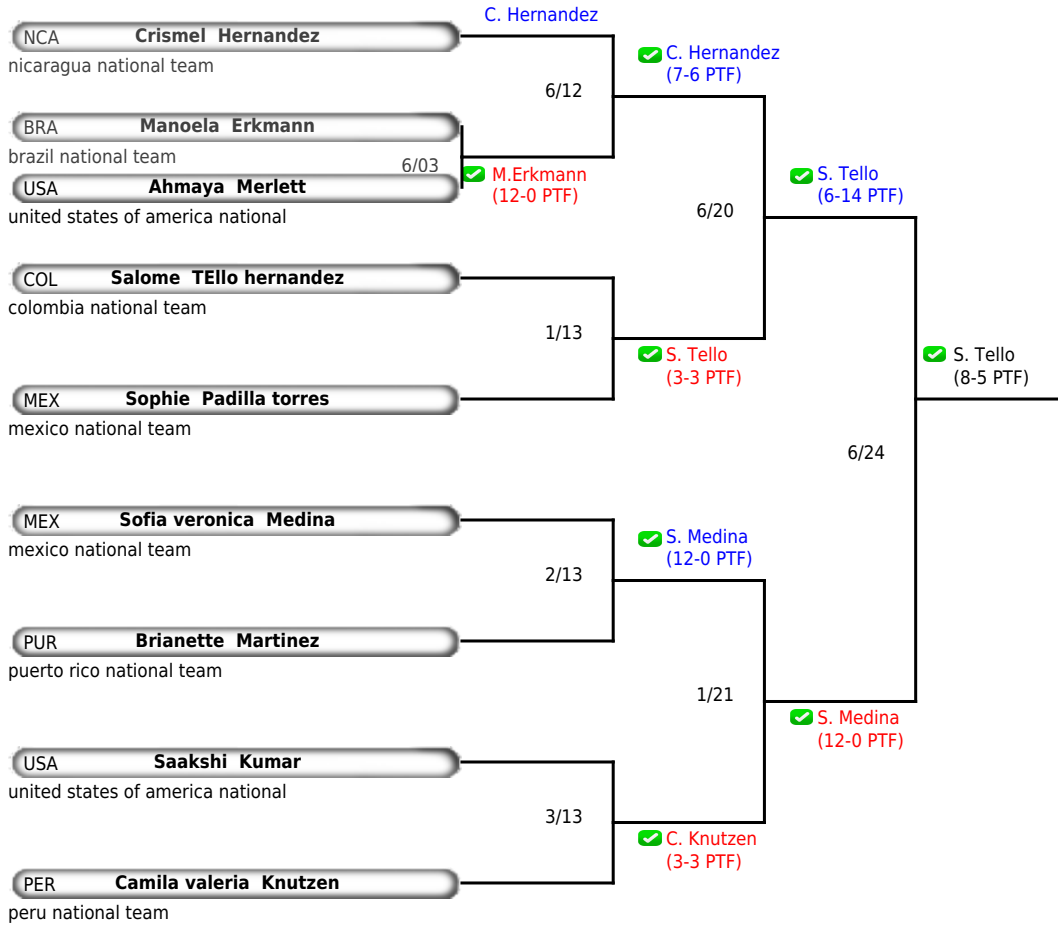 C. Hernandez
NCA Crismel Hernandez
nicaragua national team
C. Hernandez
(7-6 PTF)
6/12
BRA Manoela Erkmann
brazil national team
6/03
M.Erkmann
(12-0 PTF)
USA Ahmaya Merlett
united states of america national
S. Tello
(6-14 PTF)
6/20
COL Salome TEllo hernandez
colombia national team
1/13
S. Tello
(3-3 PTF)
S. Tello
(8-5 PTF)
MEX Sophie Padilla torres
mexico national team
6/24
MEX Sofia veronica Medina
mexico national team
S. Medina
(12-0 PTF)
2/13
PUR Brianette Martinez
puerto rico national team
1/21
S. Medina
(12-0 PTF)
USA Saakshi Kumar
united states of america national
3/13
C. Knutzen
(3-3 PTF)
PER Camila valeria Knutzen
peru national team